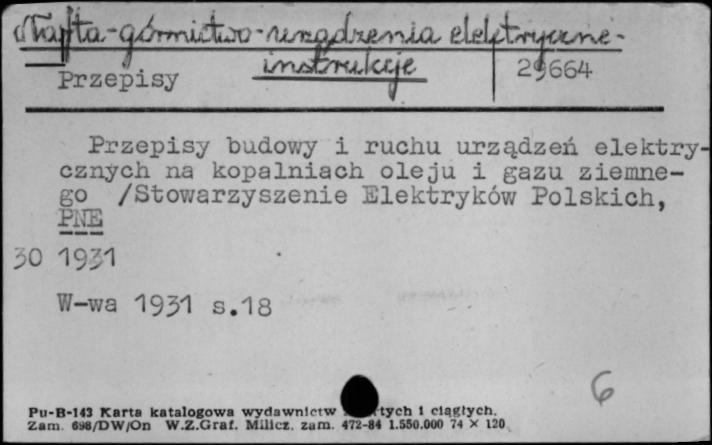 Nafta-górnictwo-urządzenia elektryczne-
instrukcje
Przepisy 29664
Przepisy budowy i ruchu urządzeń elektry-
cznych na kopalniach oleju i gazu ziemne-
go /Stowarzyszenie Elektryków Polskich,
PNE
30 1931
W-wa 1931 s.18
6
Pu-B-143 Karta katalogowa wydawnictw i ciągłych.
Zam. 698/DW/On W.Z.Graf. Milicz. zam. 472-84 1.550.000 74 × 120